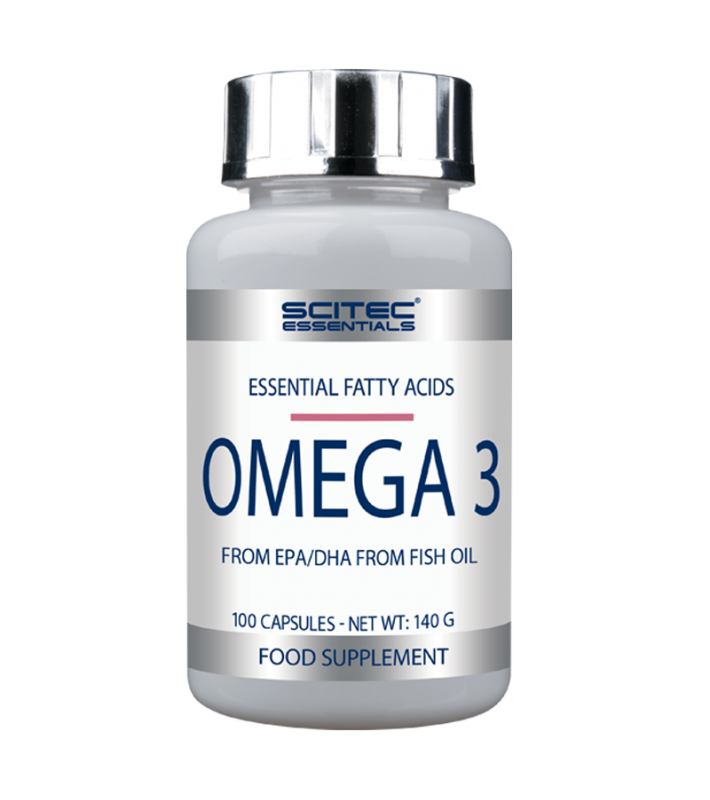 SCITEC®
ESSENTIALS
ESSENTIAL FATTY ACIDS
OMEGA 3
FROM EPA/DHA FROM FISH OIL
100 CAPSULES - NET WT: 140 G
FOOD SUPPLEMENT